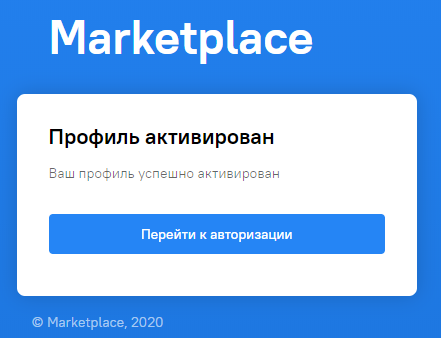 Marketplace
Профиль активирован
Ваш профиль успешно активирован
Перейти к авторизации
© Marketplace, 2020